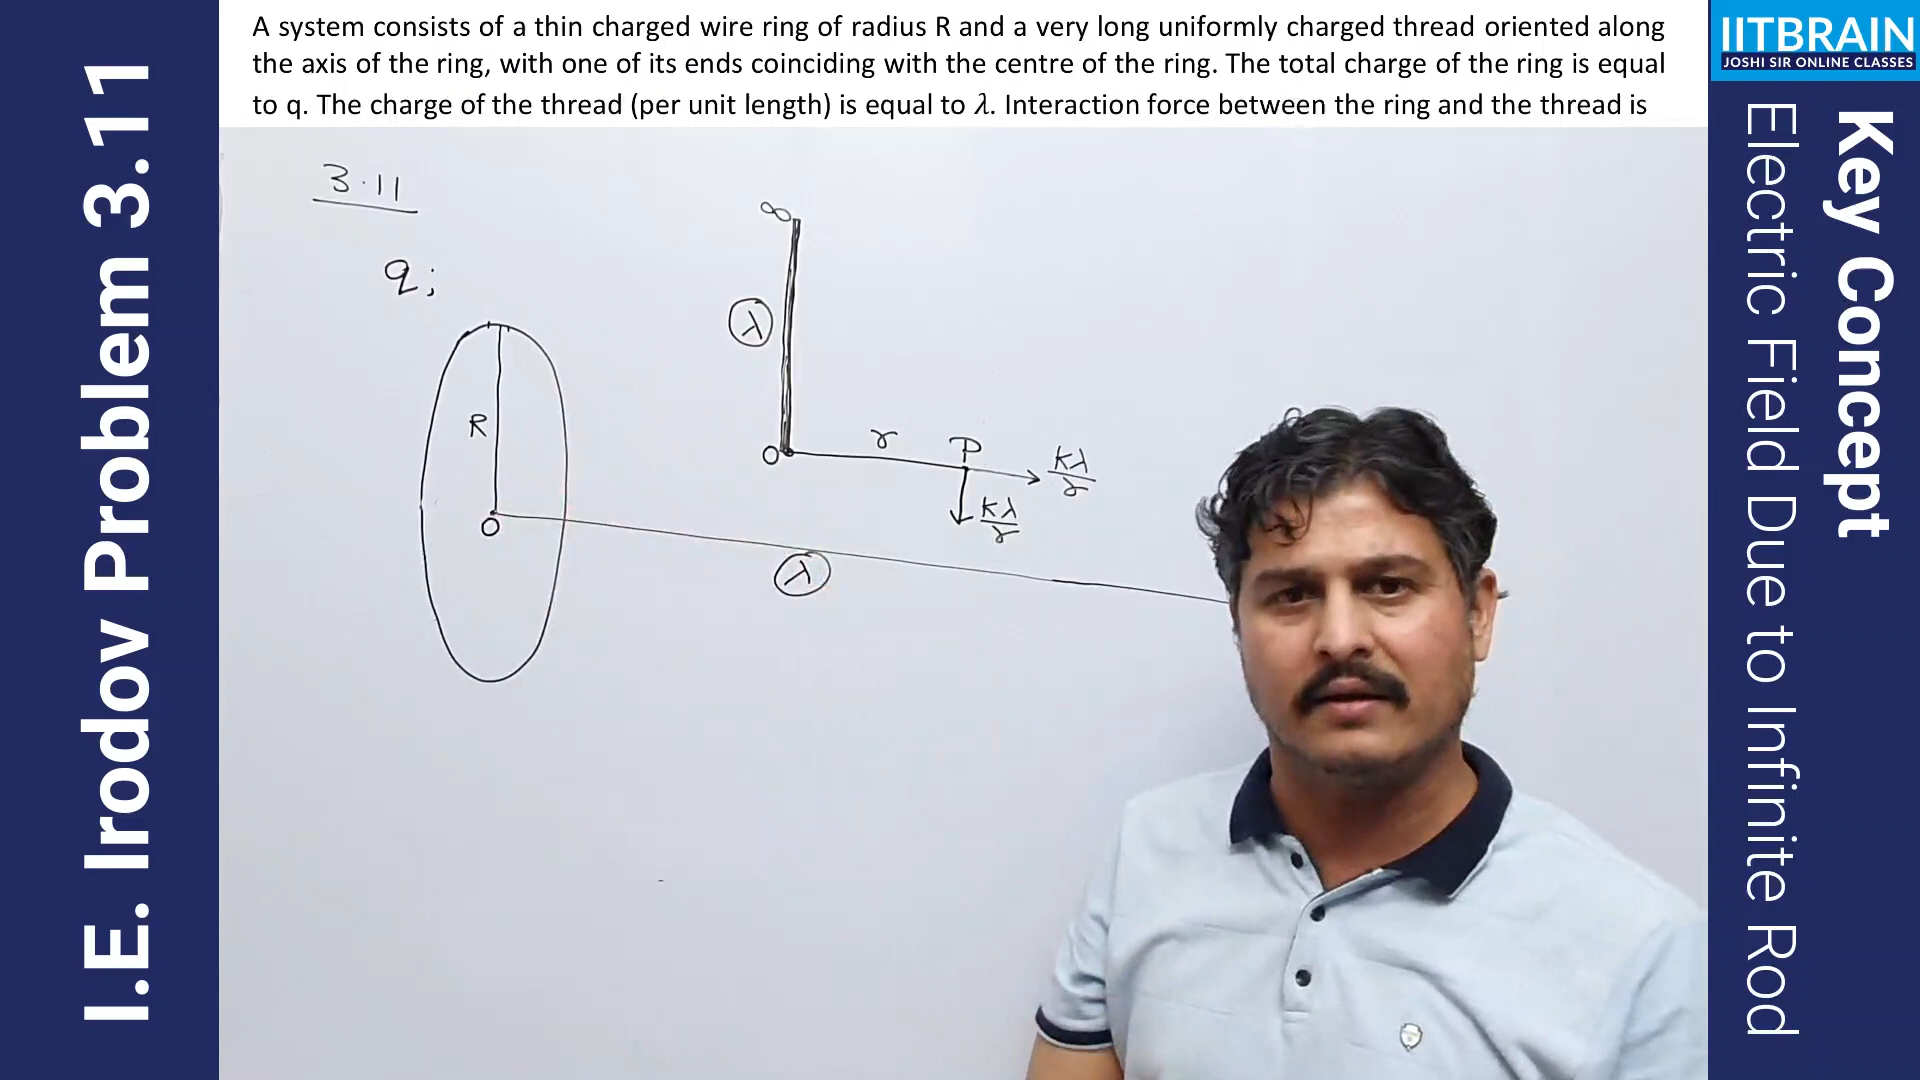 I.E. Irodov Problem 3.11
A system consists of a thin charged wire ring of radius R and a very long uniformly charged thread oriented along
the axis of the ring, with one of its ends coinciding with the centre of the ring. The total charge of the ring is equal
to q. The charge of the thread (per unit length) is equal to λ. Interaction force between the ring and the thread is
IITBRAIN
JOSHI SIR ONLINE CLASSES
Key Concept
Electric Field Due to Infinite Rod
3.11
q;
R
O
∞
λ
O
r
P
kλ/r
kλ/r
λ